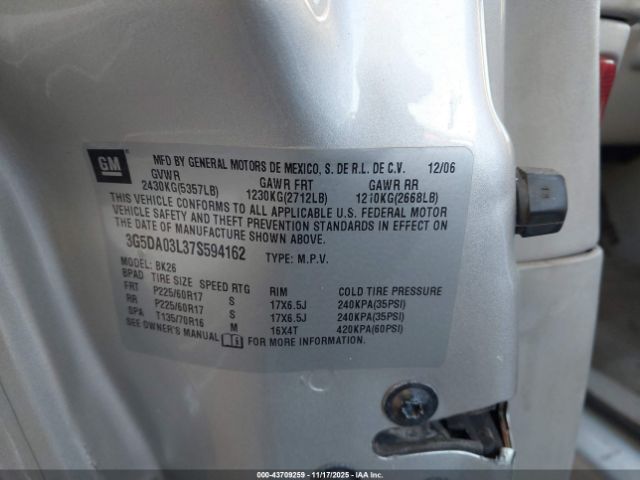 GM
MFD BY GENERAL MOTORS DE MEXICO, S. DE R.L. DE C.V. 12/06
GVWR GAWR FRT GAWR RR
2430KG(5357LB) 1230KG(2712LB) 1210KG(2668LB)
THIS VEHICLE CONFORMS TO ALL APPLICABLE U.S. FEDERAL MOTOR
VEHICLE SAFETY AND THEFT PREVENTION STANDARDS IN EFFECT ON
THE DATE OF MANUFACTURE SHOWN ABOVE.
3G5DA03L37S594162 TYPE: M.P.V.
MODEL: BK26
BPAD TIRE SIZE SPEED RTG RIM COLD TIRE PRESSURE
FRT P225/60R17 S 17X6.5J 240KPA(35PSI)
RR P225/60R17 S 17X6.5J 240KPA(35PSI)
SPA T135/70R16 M 16X4T 420KPA(60PSI)
SEE OWNER'S MANUAL FOR MORE INFORMATION.
000-43709259 - 11/17/2025 - IAAI.COM